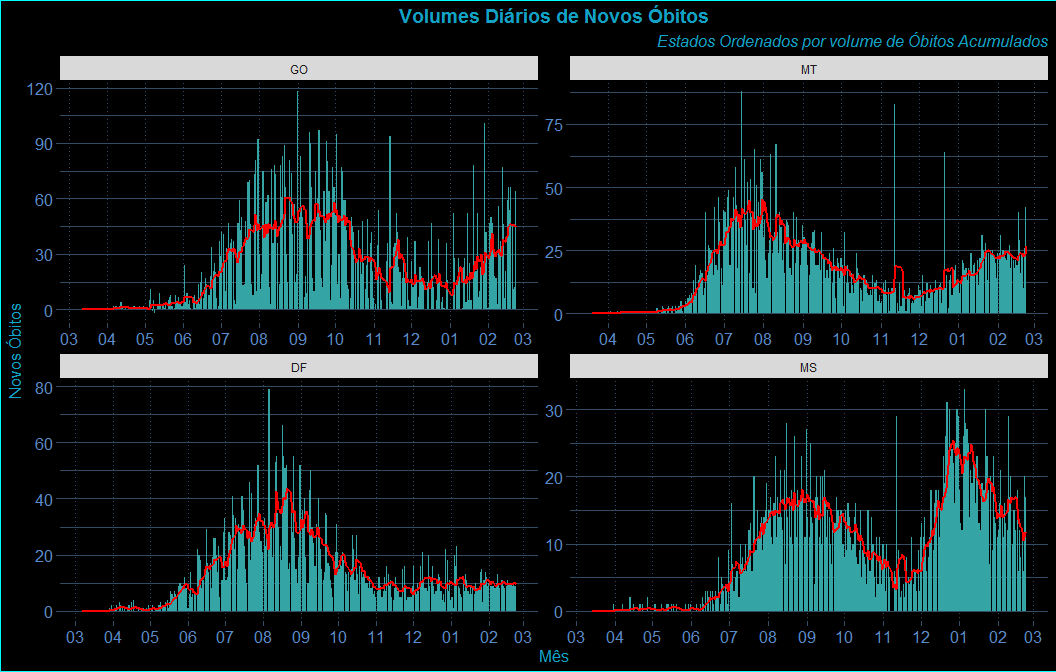 Volumes Diários de Novos Óbitos
Estados Ordenados por volume de Óbitos Acumulados
GO
MT
120
90
60
30
0
75
50
25
0
03 04 05 06 07 08 09 10 11 12 01 02 03
04 05 06 07 08 09 10 11 12 01 02 03
Novos Óbitos
DF
MS
80
60
40
20
0
30
20
10
0
03 04 05 06 07 08 09 10 11 12 01 02 03
03 04 05 06 07 08 09 10 11 12 01 02 03
Mês